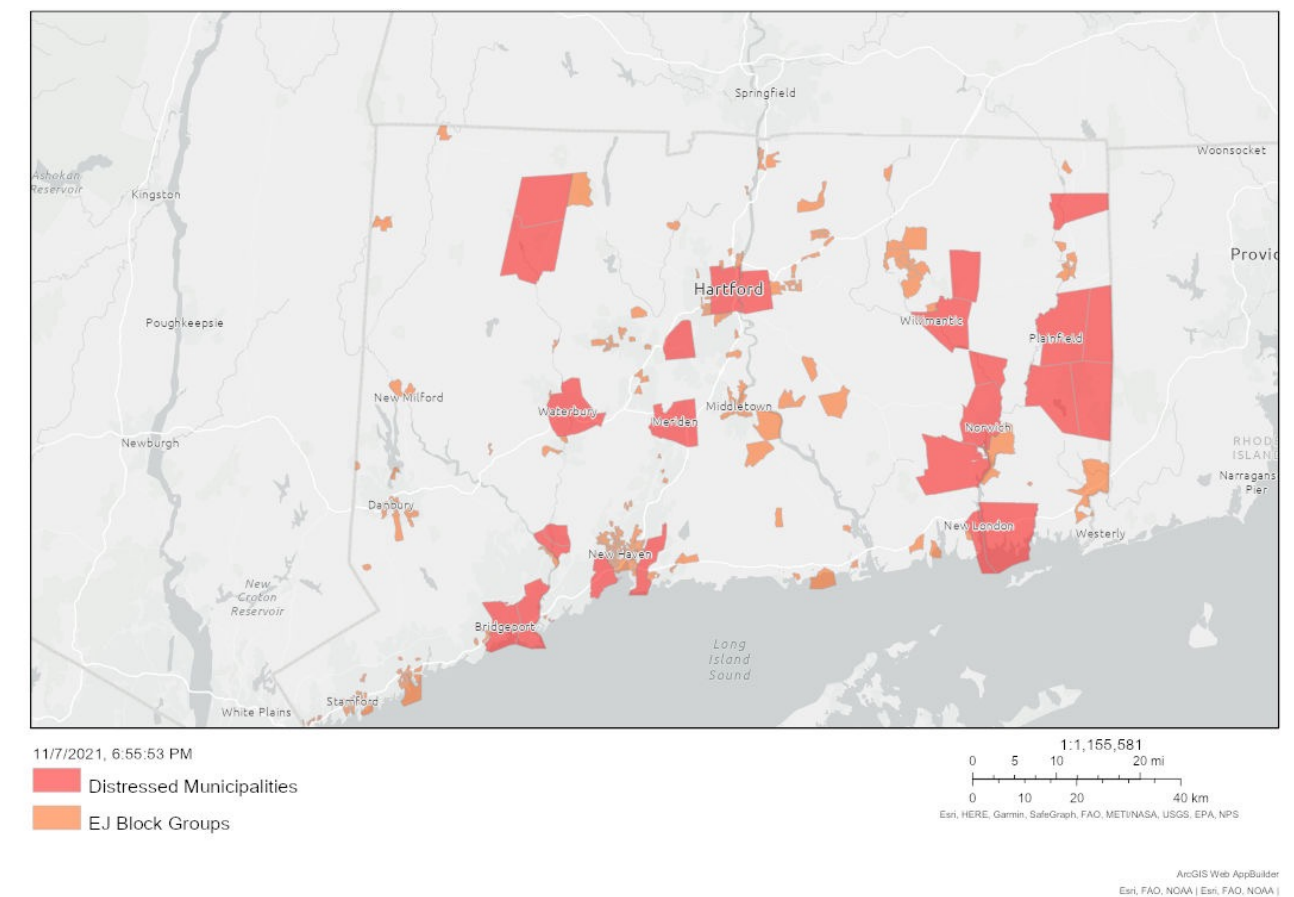 Springfield
Woonsocket
Ashokan
Reservoir
Kingston
Provic
Hartford
Poughkeepsie
Willimantic
Plainfield
New Milford
Waterbury
Middletown
Meriden
Norwich
Newburgh
RHOD
ISLAN
Narragans
Pier
Danbury
New London
Westerly
New Haven
New
Croton
Reservoir
Bridgeport
Long
Island
Sound
Stamford
White Plains
11/7/2021, 6:55:53 PM
1:1,155,581
0 5 10 20 mi
Distressed Municipalities
0 10 20 40 km
EJ Block Groups
Esri, HERE, Garmin, SafeGraph, FAO, METI/NASA, USGS, EPA, NPS
ArcGIS Web AppBuilder
Esri, FAO, NOAA | Esri, FAO, NOAA |